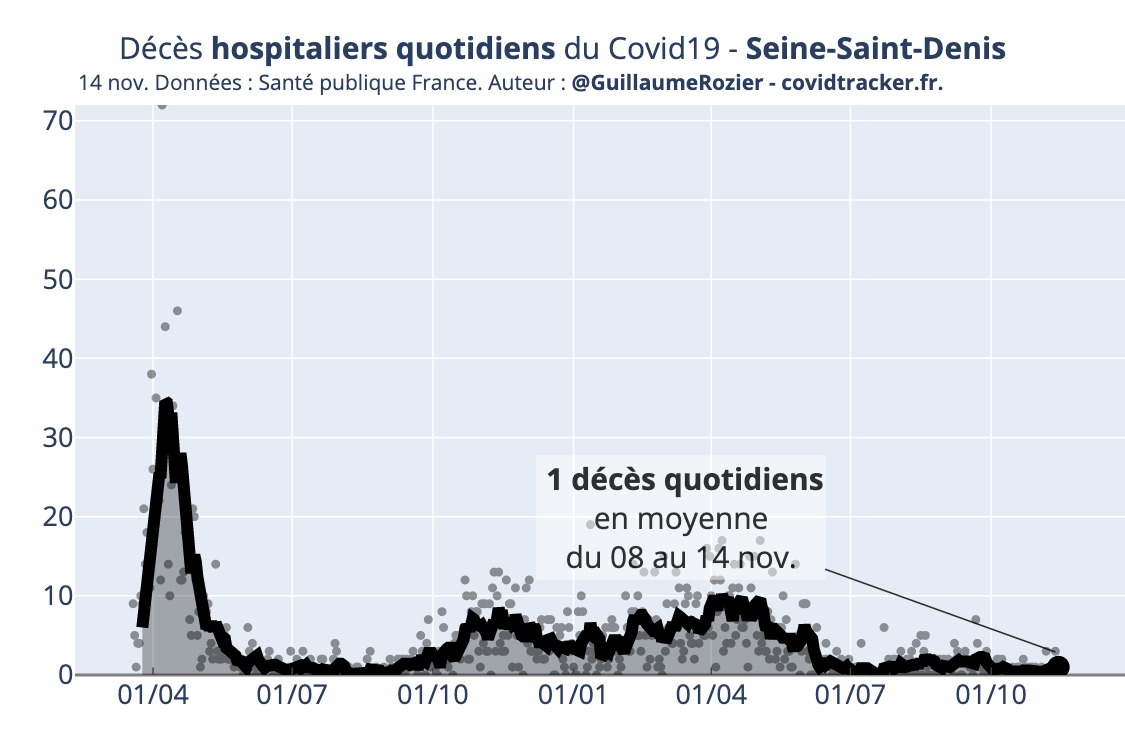 Décès hospitaliers quotidiens du Covid19 - Seine-Saint-Denis
14 nov. Données : Santé publique France. Auteur : @GuillaumeRozier - covidtracker.fr.
70
60
50
40
30
20
10
0
1 décès quotidiens
en moyenne
du 08 au 14 nov.
01/04 01/07 01/10 01/01 01/04 01/07 01/10